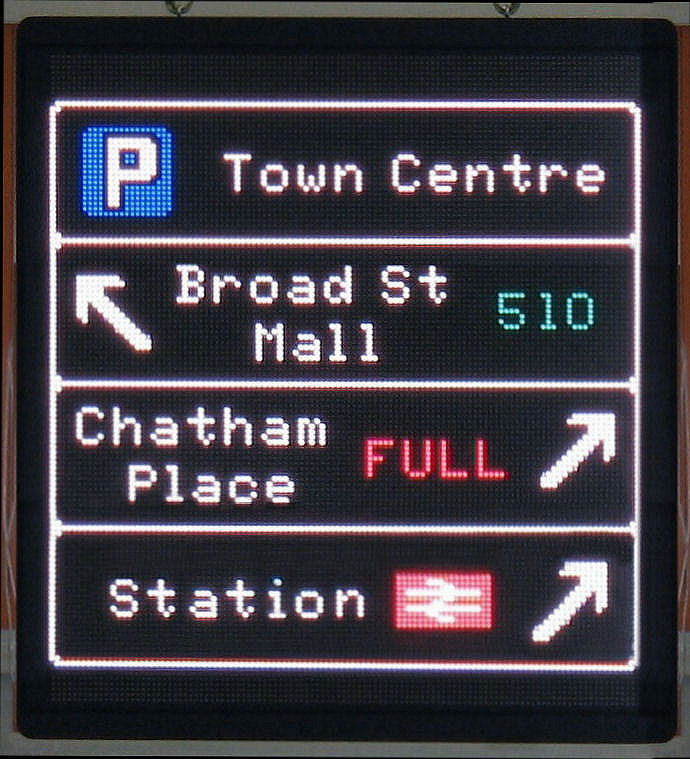 P Town Centre
Broad St
Mall
510
Chatham
Place
FULL
Station